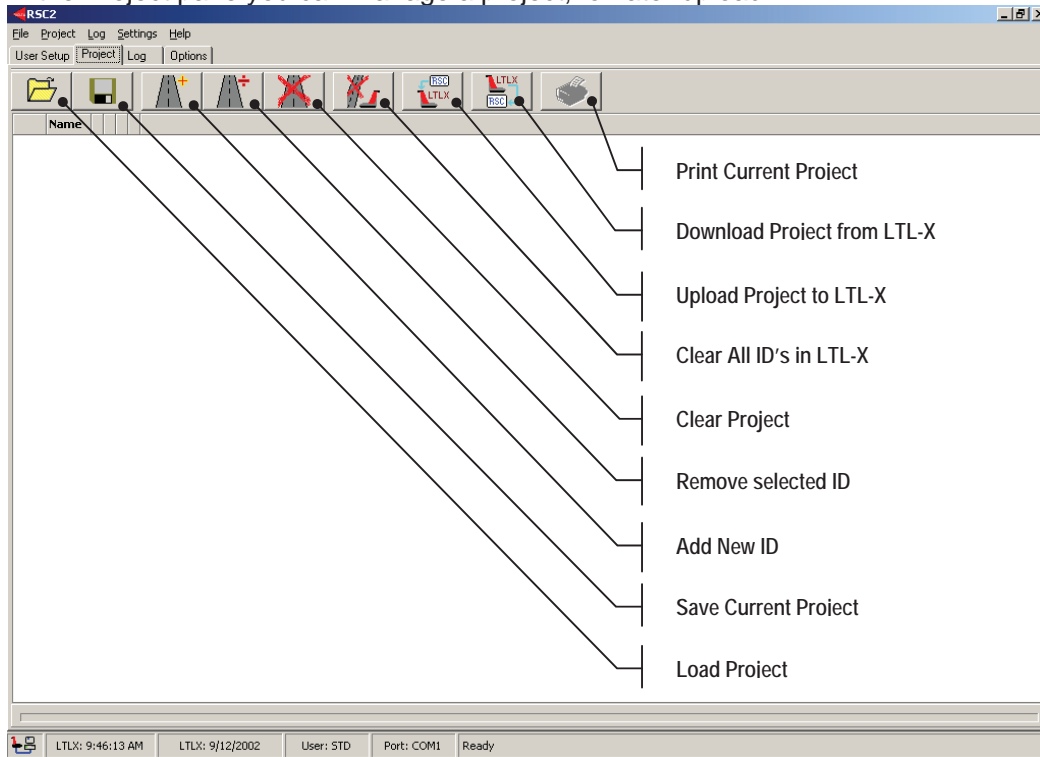 RSC2
File Project Log Settings Help
User Setup Project Log Options
RSC LTLX
LTLX RSC
Name
Print Current Project
Download Project from LTL-X
Upload Project to LTL-X
Clear All ID's in LTL-X
Clear Project
Remove selected ID
Add New ID
Save Current Project
Load Project
LTLX: 9:46:13 AM LTLX: 9/12/2002 User: STD Port: COM1 Ready